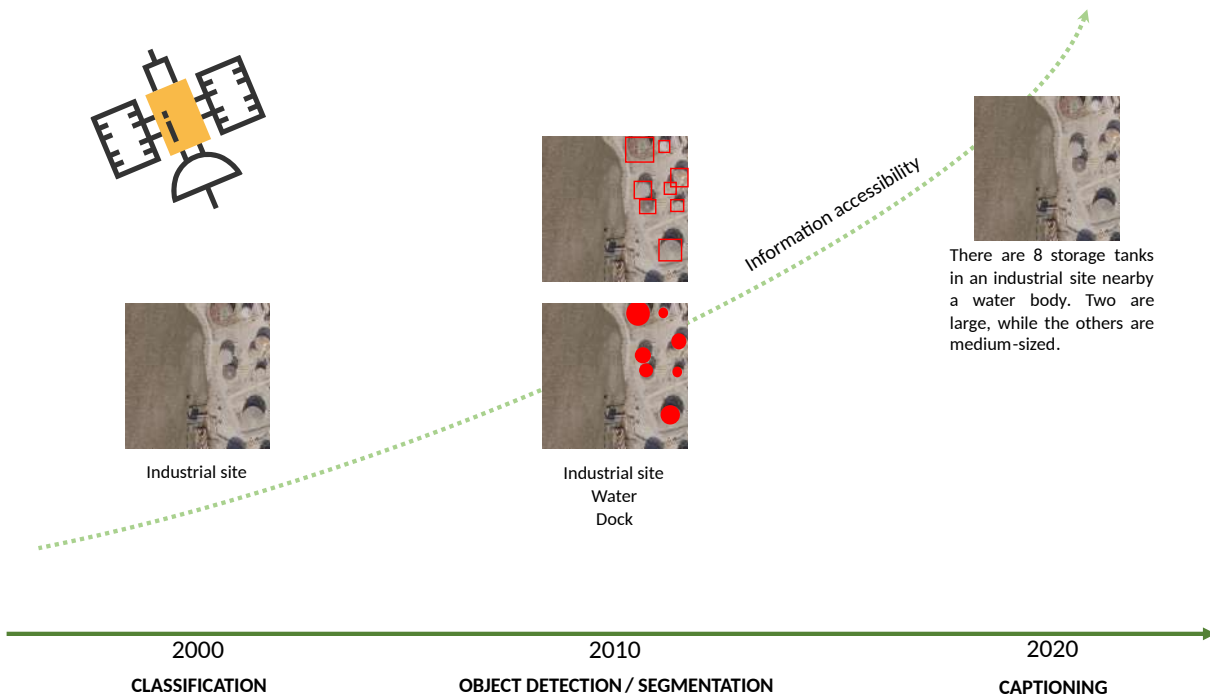 Information accessibility
There are 8 storage tanks
in an industrial site nearby
a water body. Two are
large, while the others are
medium-sized.
Industrial site
Industrial site
Water
Dock
2000
2010
2020
CLASSIFICATION
OBJECT DETECTION / SEGMENTATION
CAPTIONING